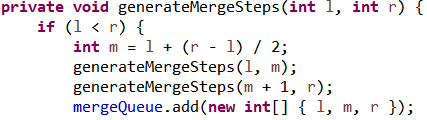 private void generateMergeSteps(int l, int r) {
    if (l < r) {
        int m = l + (r - l) / 2;
        generateMergeSteps(l, m);
        generateMergeSteps(m + 1, r);
        mergeQueue.add(new int[] { l, m, r });